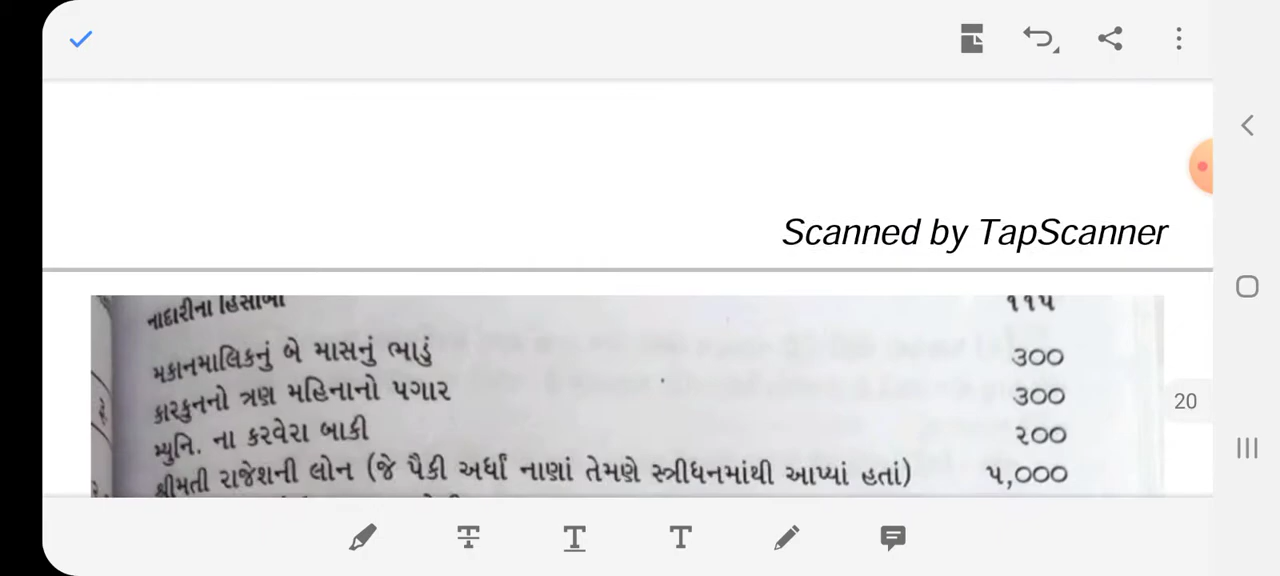 Scanned by TapScanner
નાદારીના હિસાબો ૧૧૫
મકાનમાલિકનું બે માસનું ભાડું ૩૦૦
કારકુનનો ત્રણ મહિનાનો પગાર ૩૦૦
મ્યુનિ. ના કરવેરા બાકી ૨૦૦
20
શ્રીમતી રાજેશની લોન (જે પૈકી અર્ધાં નાણાં તેમણે સ્ત્રીધનમાંથી આપ્યાં હતાં) ૫,૦૦૦